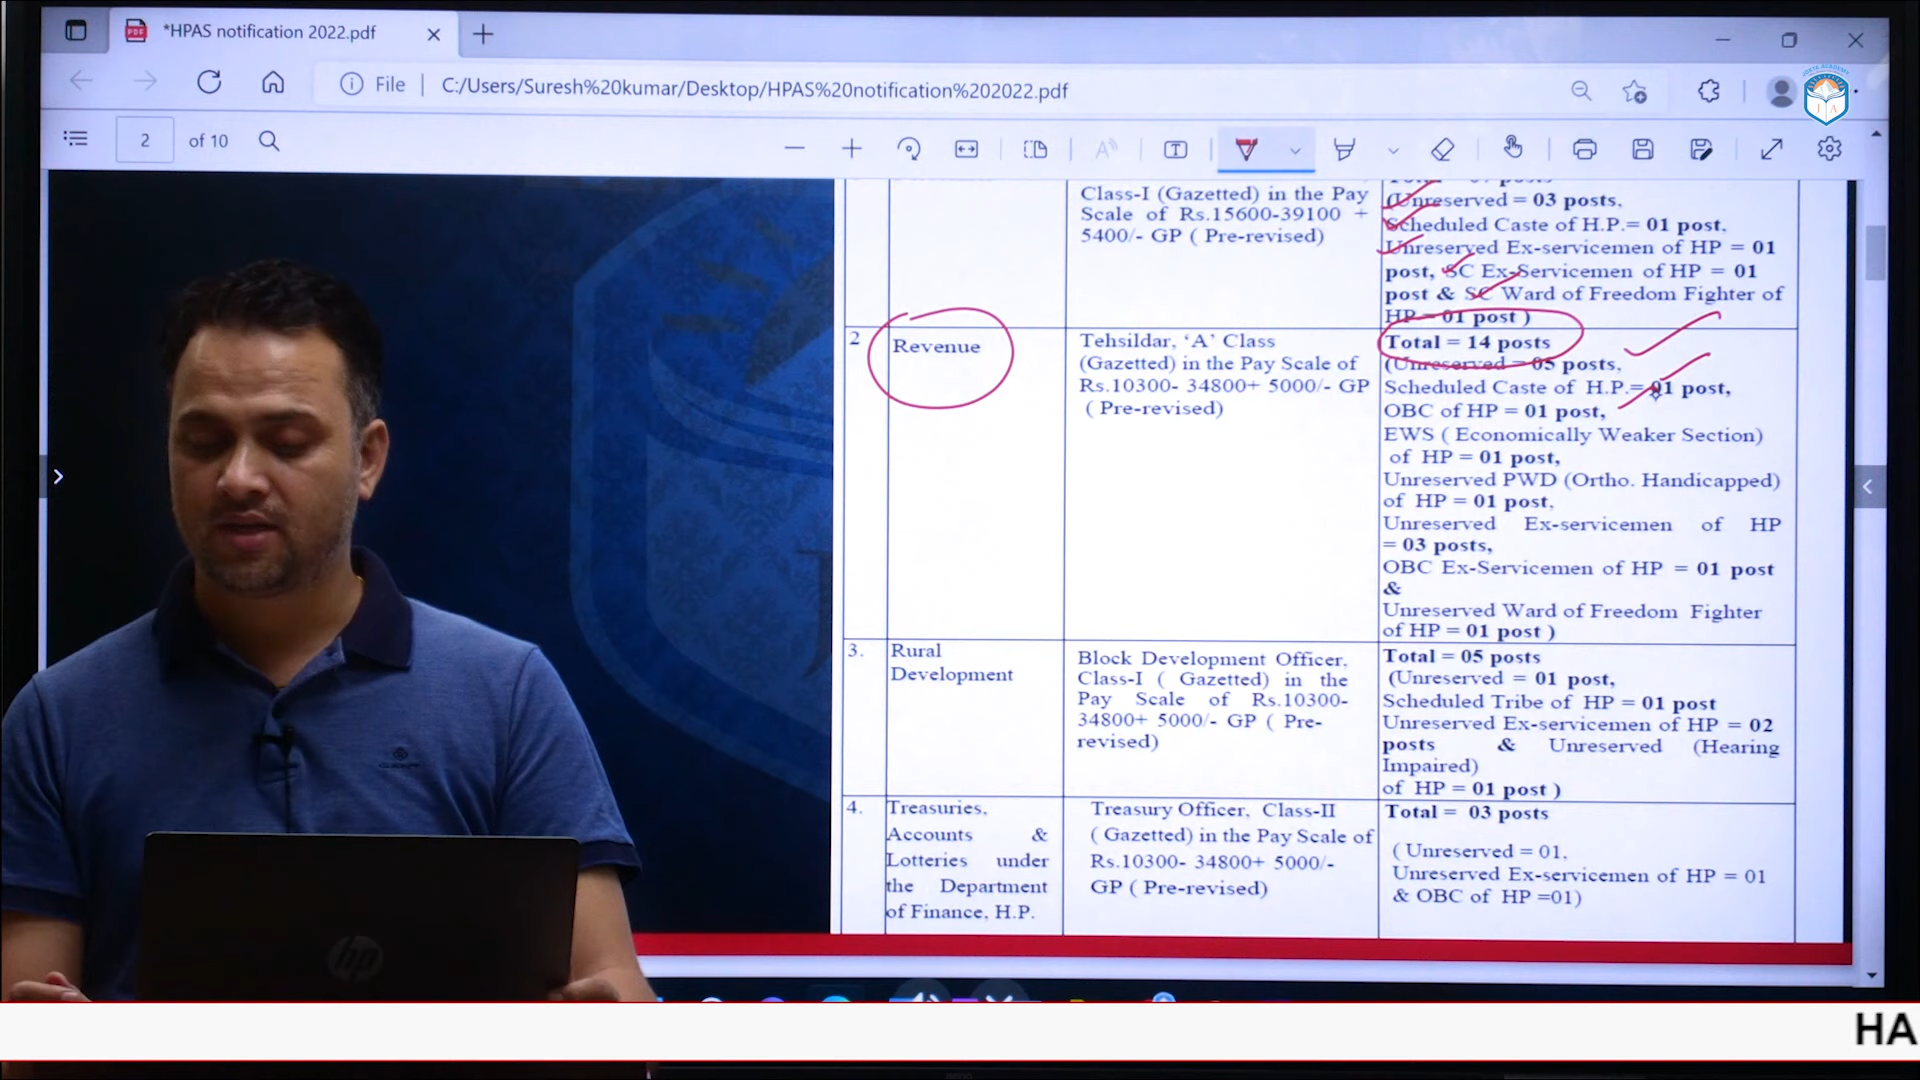 *HPAS notification 2022.pdf
File
C:/Users/Suresh%20kumar/Desktop/HPAS%20notification%202022.pdf
2 of 10
Class-I (Gazetted) in the Pay
Scale of Rs.15600-39100 +
5400/- GP ( Pre-revised)
(Unreserved = 03 posts,
Scheduled Caste of H.P.= 01 post,
Unreserved Ex-servicemen of HP = 01
post, SC Ex-Servicemen of HP = 01
post & SC Ward of Freedom Fighter of
HP = 01 post )
2
Revenue
Tehsildar, ‘A’ Class
(Gazetted) in the Pay Scale of
Rs.10300- 34800+ 5000/- GP
( Pre-revised)
Total = 14 posts
(Unreserved = 05 posts,
Scheduled Caste of H.P.= 01 post,
OBC of HP = 01 post,
EWS ( Economically Weaker Section)
of HP = 01 post,
Unreserved PWD (Ortho. Handicapped)
of HP = 01 post,
Unreserved Ex-servicemen of HP
= 03 posts,
OBC Ex-Servicemen of HP = 01 post
&
Unreserved Ward of Freedom Fighter
of HP = 01 post )
3.
Rural
Development
Block Development Officer,
Class-I ( Gazetted) in the
Pay Scale of Rs.10300-
34800+ 5000/- GP ( Pre-
revised)
Total = 05 posts
(Unreserved = 01 post,
Scheduled Tribe of HP = 01 post
Unreserved Ex-servicemen of HP = 02
posts & Unreserved (Hearing
Impaired)
of HP = 01 post )
4.
Treasuries,
Accounts &
Lotteries under
the Department
of Finance, H.P.
Treasury Officer, Class-II
( Gazetted) in the Pay Scale of
Rs.10300- 34800+ 5000/-
GP ( Pre-revised)
Total = 03 posts
( Unreserved = 01,
Unreserved Ex-servicemen of HP = 01
& OBC of HP =01)
hp
HA